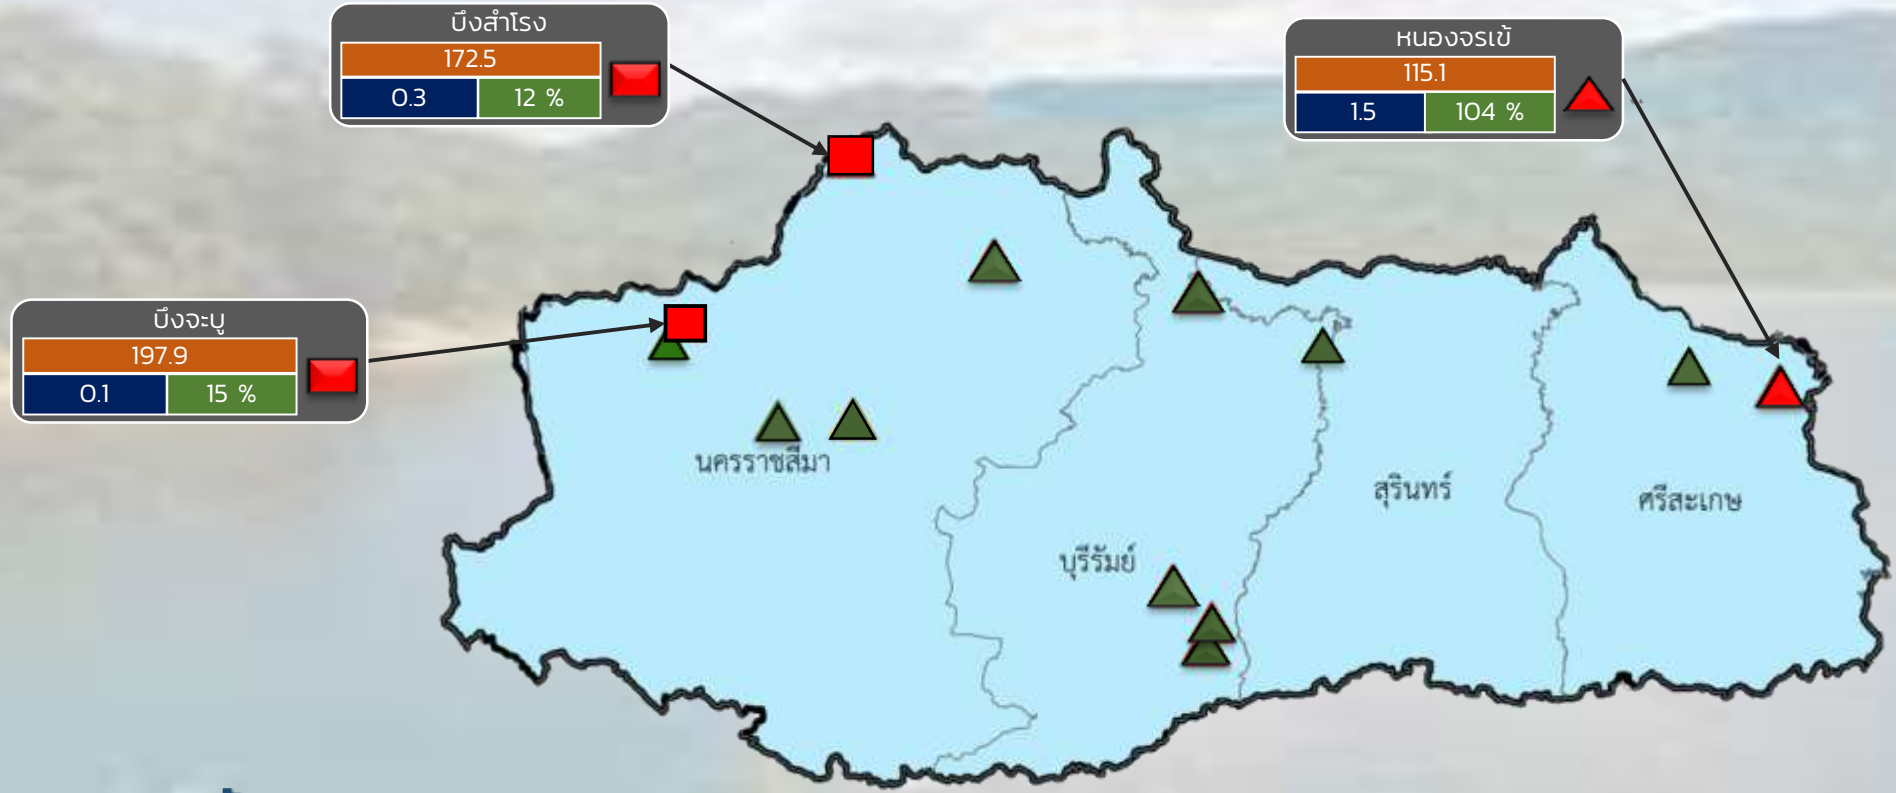 บึงสำโรง
172.5
0.3 12 %
หนองจรเข้
115.1
1.5 104 %
บึงจะบู
197.9
0.1 15 %
นครราชสีมา
สุรินทร์
ศรีสะเกษ
บุรีรัมย์